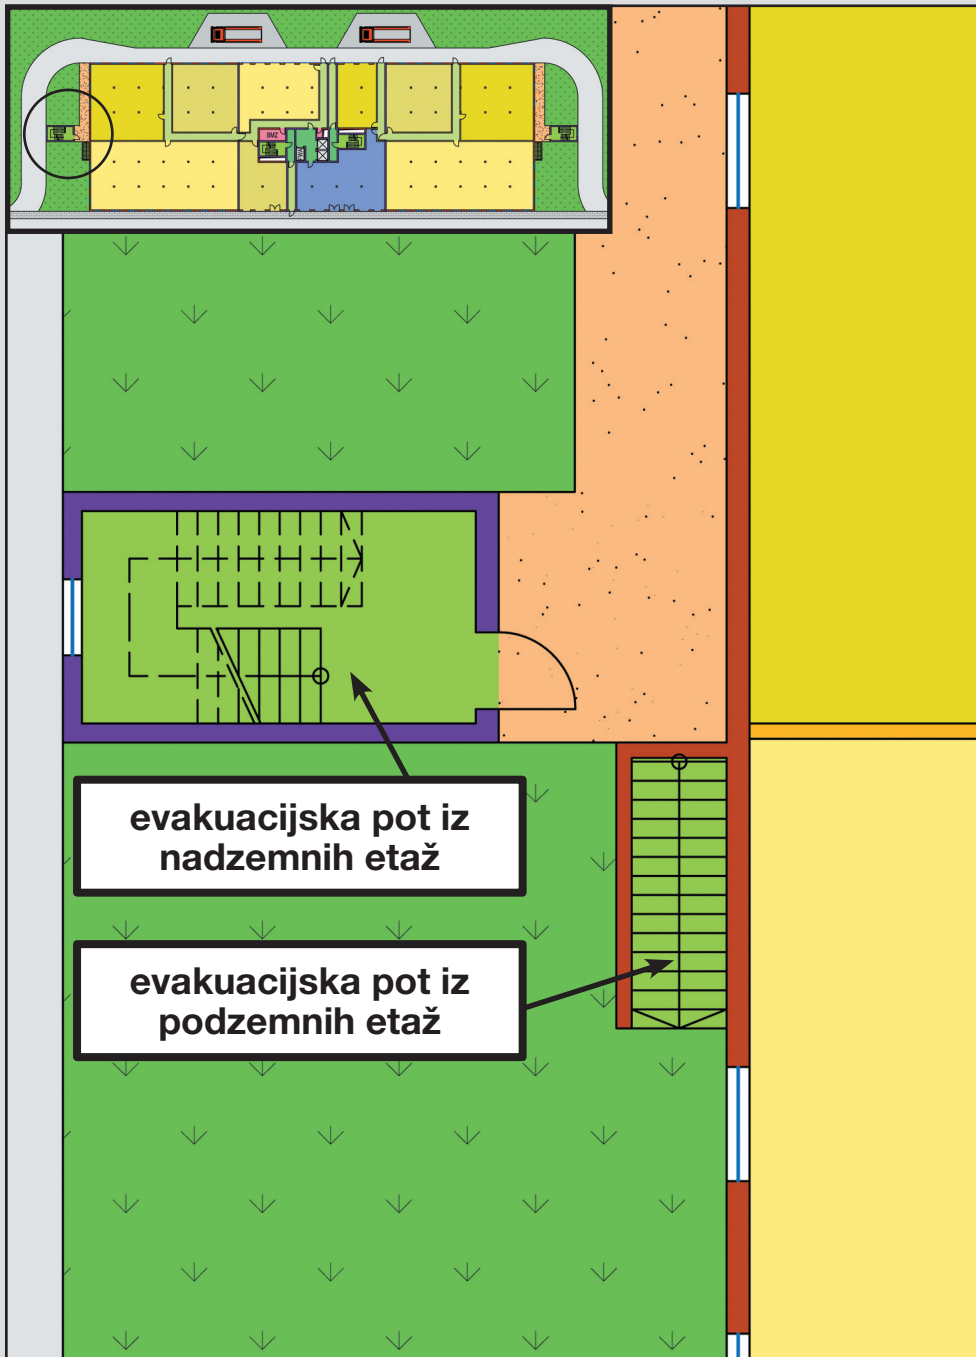 BMZ
evakuacijska pot iz
nadzemnih etaž
evakuacijska pot iz
podzemnih etaž